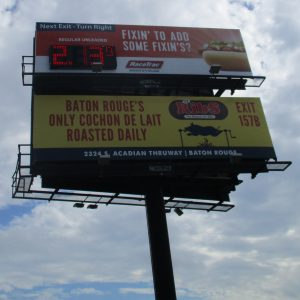 Next Exit - Turn Right
REGULAR UNLEADED
FIXIN' TO ADD
SOME FIXIN'S?
RaceTrac
BATON ROUGE'S
ONLY COCHON DE LAIT
ROASTED DAILY
EXIT
157B
2324 S. ACADIAN THRUWAY | BATON ROUGE